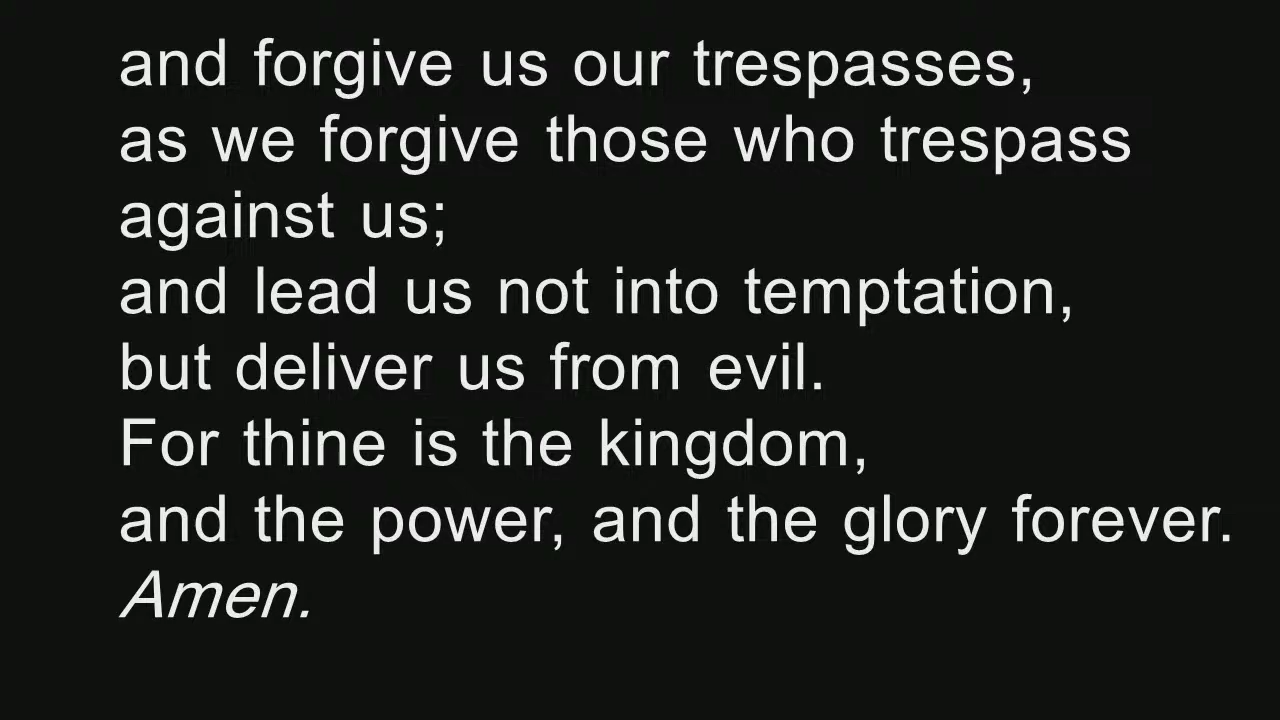 and forgive us our trespasses,
as we forgive those who trespass
against us;
and lead us not into temptation,
but deliver us from evil.
For thine is the kingdom,
and the power, and the glory forever.
Amen.